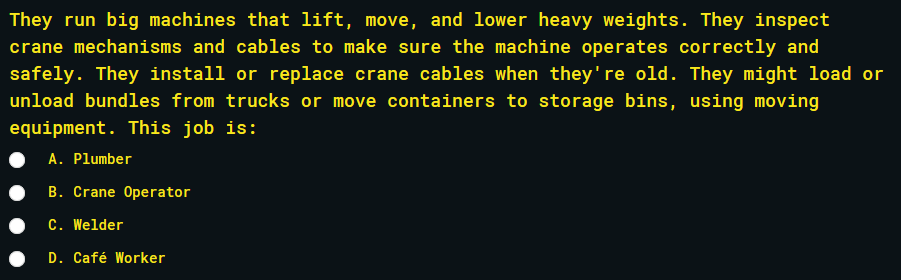 They run big machines that lift, move, and lower heavy weights. They inspect
crane mechanisms and cables to make sure the machine operates correctly and
safely. They install or replace crane cables when they're old. They might load or
unload bundles from trucks or move containers to storage bins, using moving
equipment. This job is:
A. Plumber
B. Crane Operator
C. Welder
D. Café Worker